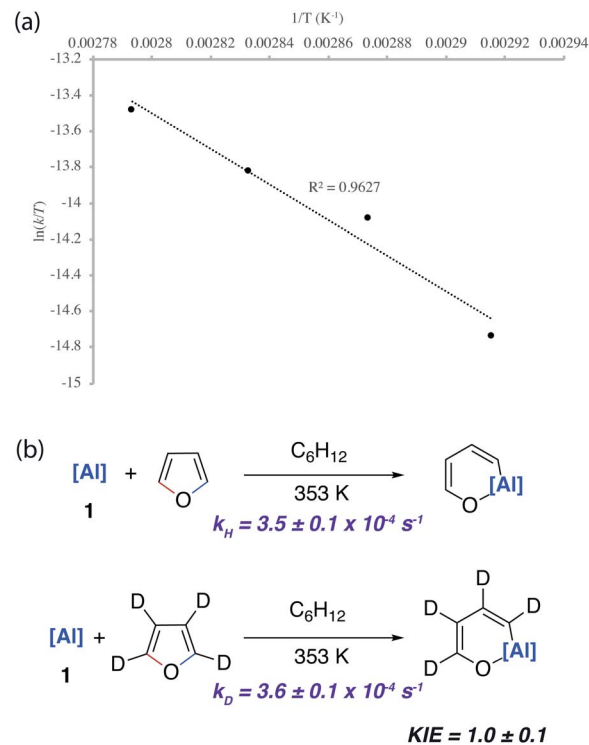 (a)
1/T (K⁻¹)
0.00278 0.0028 0.00282 0.00284 0.00286 0.00288 0.0029 0.00292 0.00294
-13.2
-13.4
-13.6
-13.8
-14
-14.2
-14.4
-14.6
-14.8
-15
ln(k/T)
R² = 0.9627
(b)
[Al] + O C₆H₁₂ [Al] O
1 353 K
k_H = 3.5 ± 0.1 x 10⁻⁴ s⁻¹
D D D
[Al] + D D O C₆H₁₂ D D D O [Al]
1 353 K
k_D = 3.6 ± 0.1 x 10⁻⁴ s⁻¹
KIE = 1.0 ± 0.1